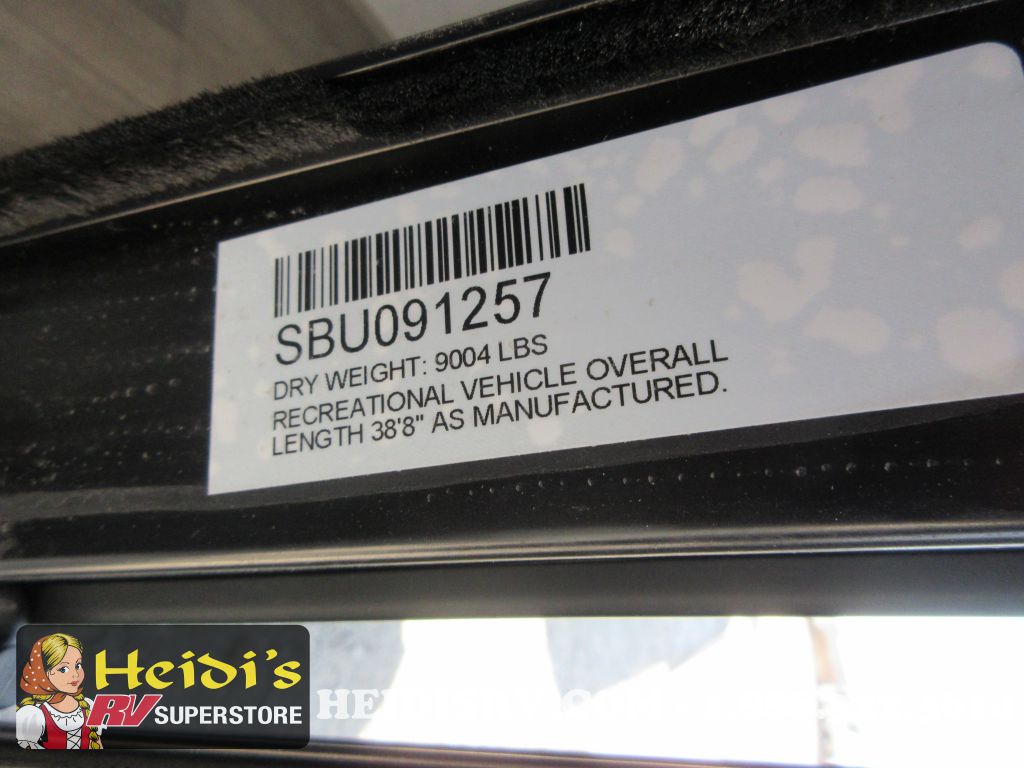 SBU091257
DRY WEIGHT: 9004 LBS
RECREATIONAL VEHICLE OVERALL
LENGTH 38'8" AS MANUFACTURED.
Heidi's
RV SUPERSTORE